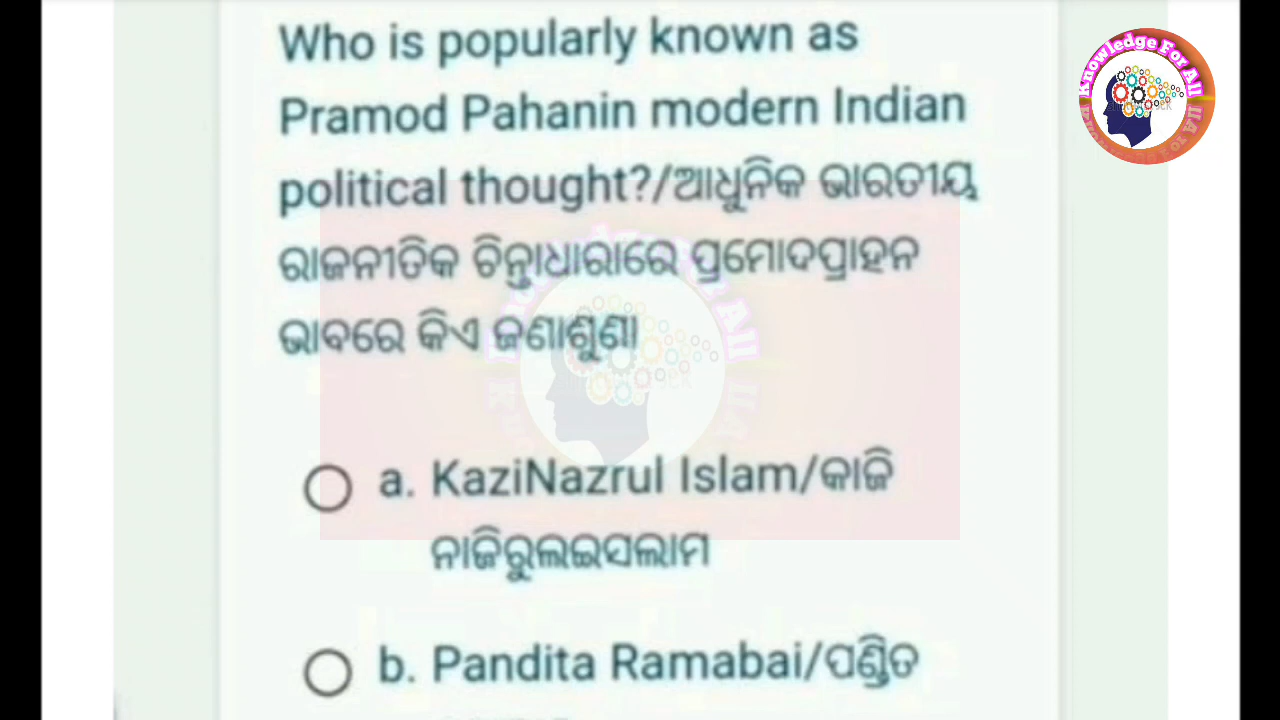 Who is popularly known as
Pramod Pahanin modern Indian
political thought?/ଆଧୁନିକ ଭାରତୀୟ
ରାଜନୀତିକ ଚିନ୍ତାଧାରାରେ ପ୍ରମୋଦପ୍ରାହନ
ଭାବରେ କିଏ ଜଣାଶୁଣା
a. KaziNazrul Islam/କାଜି
ନାଜିରୁଲଇସଲାମ
b. Pandita Ramabai/ପଣ୍ଡିତ
Knowledge For All